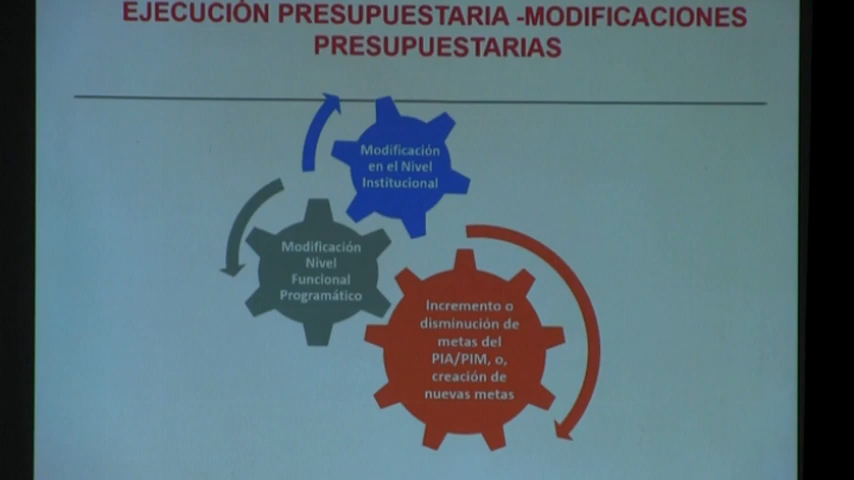 EJECUCIÓN PRESUPUESTARIA -MODIFICACIONES
PRESUPUESTARIAS
Modificación
en el Nivel
Institucional
Modificación
Nivel
Funcional
Programático
Incremento o
disminución de
metas del
PIA/PIM, o,
creación de
nuevas metas